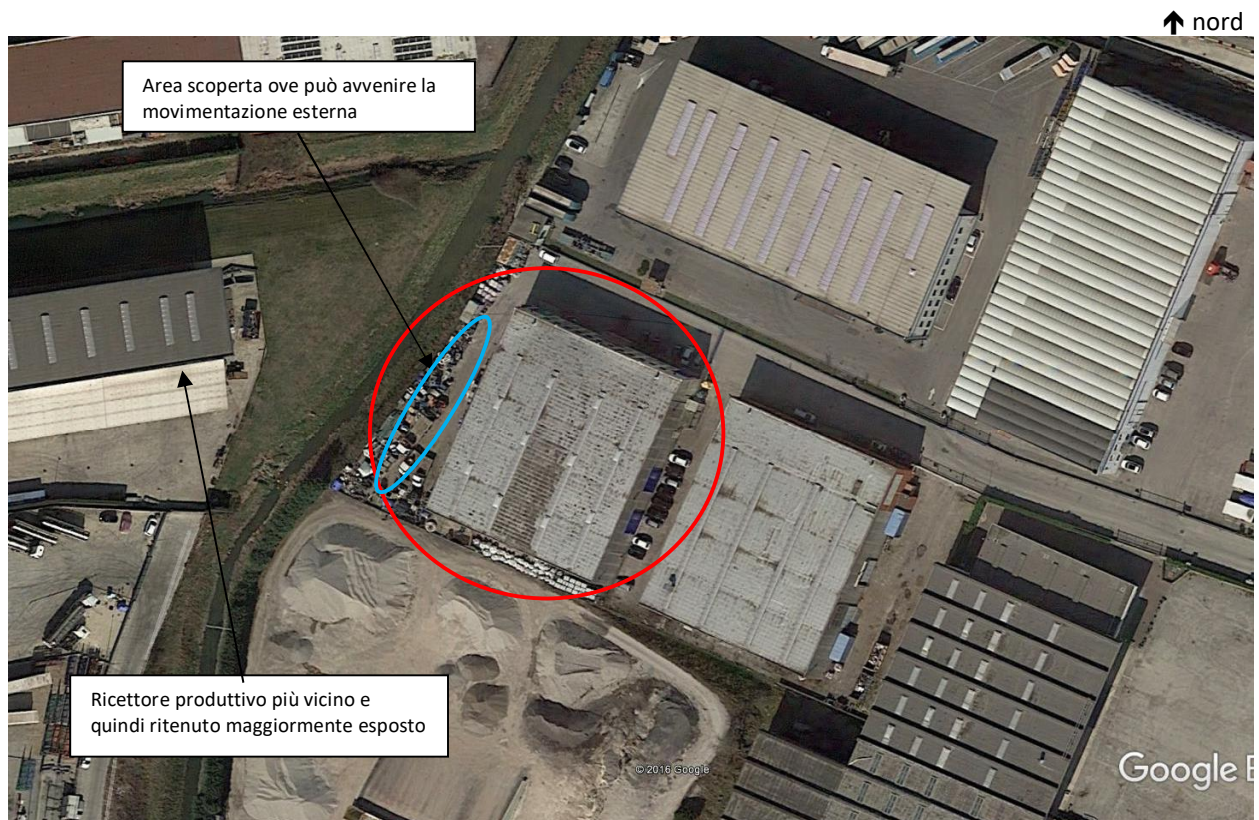 ↑ nord
Area scoperta ove può avvenire la
movimentazione esterna
Ricettore produttivo più vicino e
quindi ritenuto maggiormente esposto
© 2016 Google
Google E